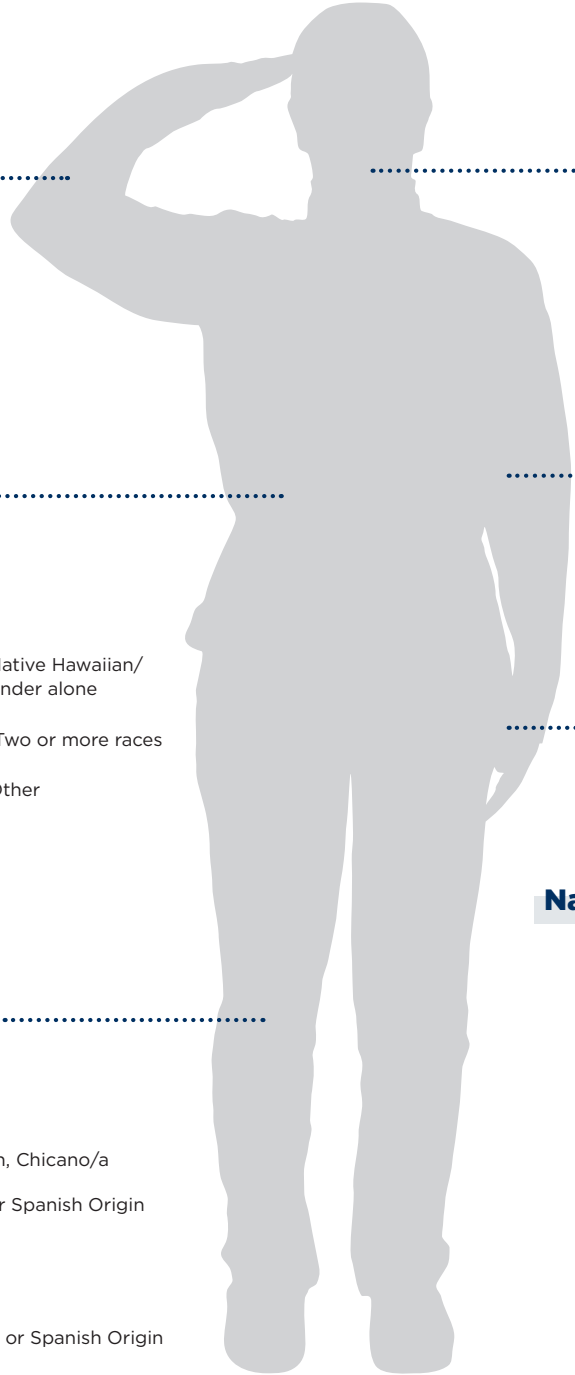 ative Hawaiian/
nder alone
Two or more races
Other
Na
n, Chicano/a
r Spanish Origin
or Spanish Origin